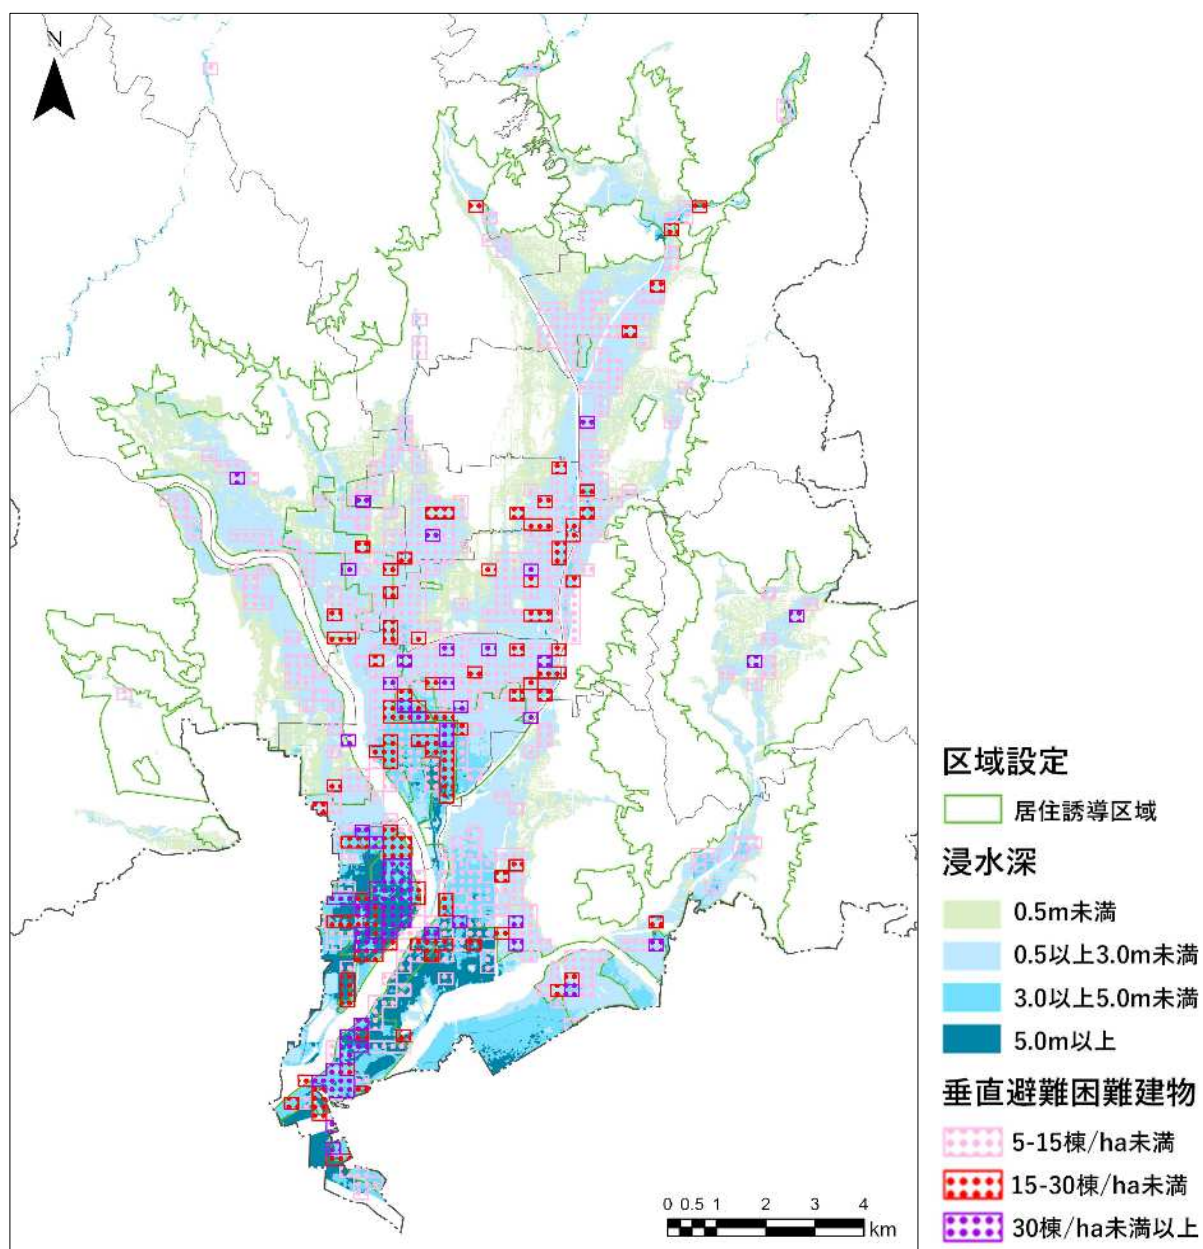 N
区域設定
居住誘導区域
浸水深
0.5m未満
0.5以上3.0m未満
3.0以上5.0m未満
5.0m以上
垂直避難困難建物
5-15棟/ha未満
15-30棟/ha未満
30棟/ha未満以上
0 0.5 1 2 3 4
km